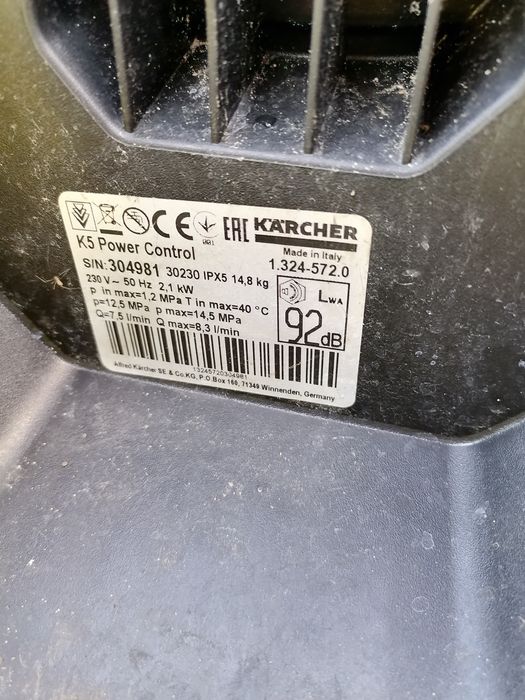 EAC KÄRCHER
K5 Power Control Made in Italy
S/N:304981 30230 IPX5 14,8 kg 1.324-572.0
230 V ~ 50 Hz 2,1 kW
p in max=1,2 MPa T in max=40 °C
p=12,5 MPa p max=14,5 MPa
Q=7,5 l/min Q max=8,3 l/min
LWA
92dB
1324572030​4981
Alfred Kärcher SE & Co.KG, P.O.Box 160, 71349 Winnenden, Germany